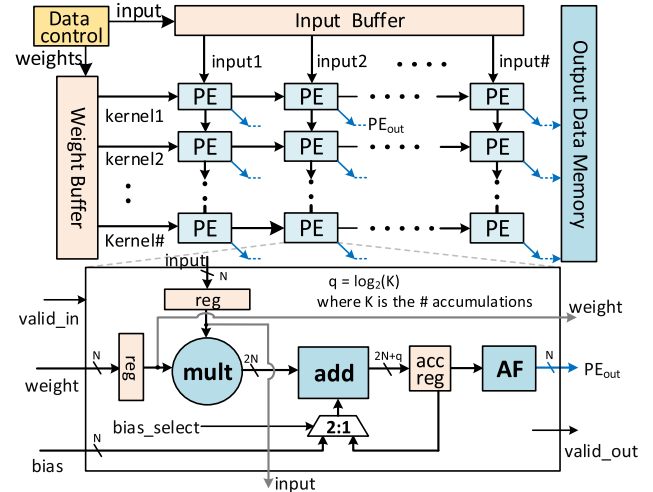 Data control
input
Input Buffer
Output Data Memory
weights
input1
input2
input#
Weight Buffer
kernel1
PE
PE
PE
PEout
kernel2
PE
PE
PE
Kernel#
PE
PE
PE
input
N
q = log2(K)
where K is the # accumulations
reg
valid_in
weight
reg
N
weight
mult
2N
add
2N+q
acc reg
AF
N
PEout
bias_select
2:1
N
bias
valid_out
input